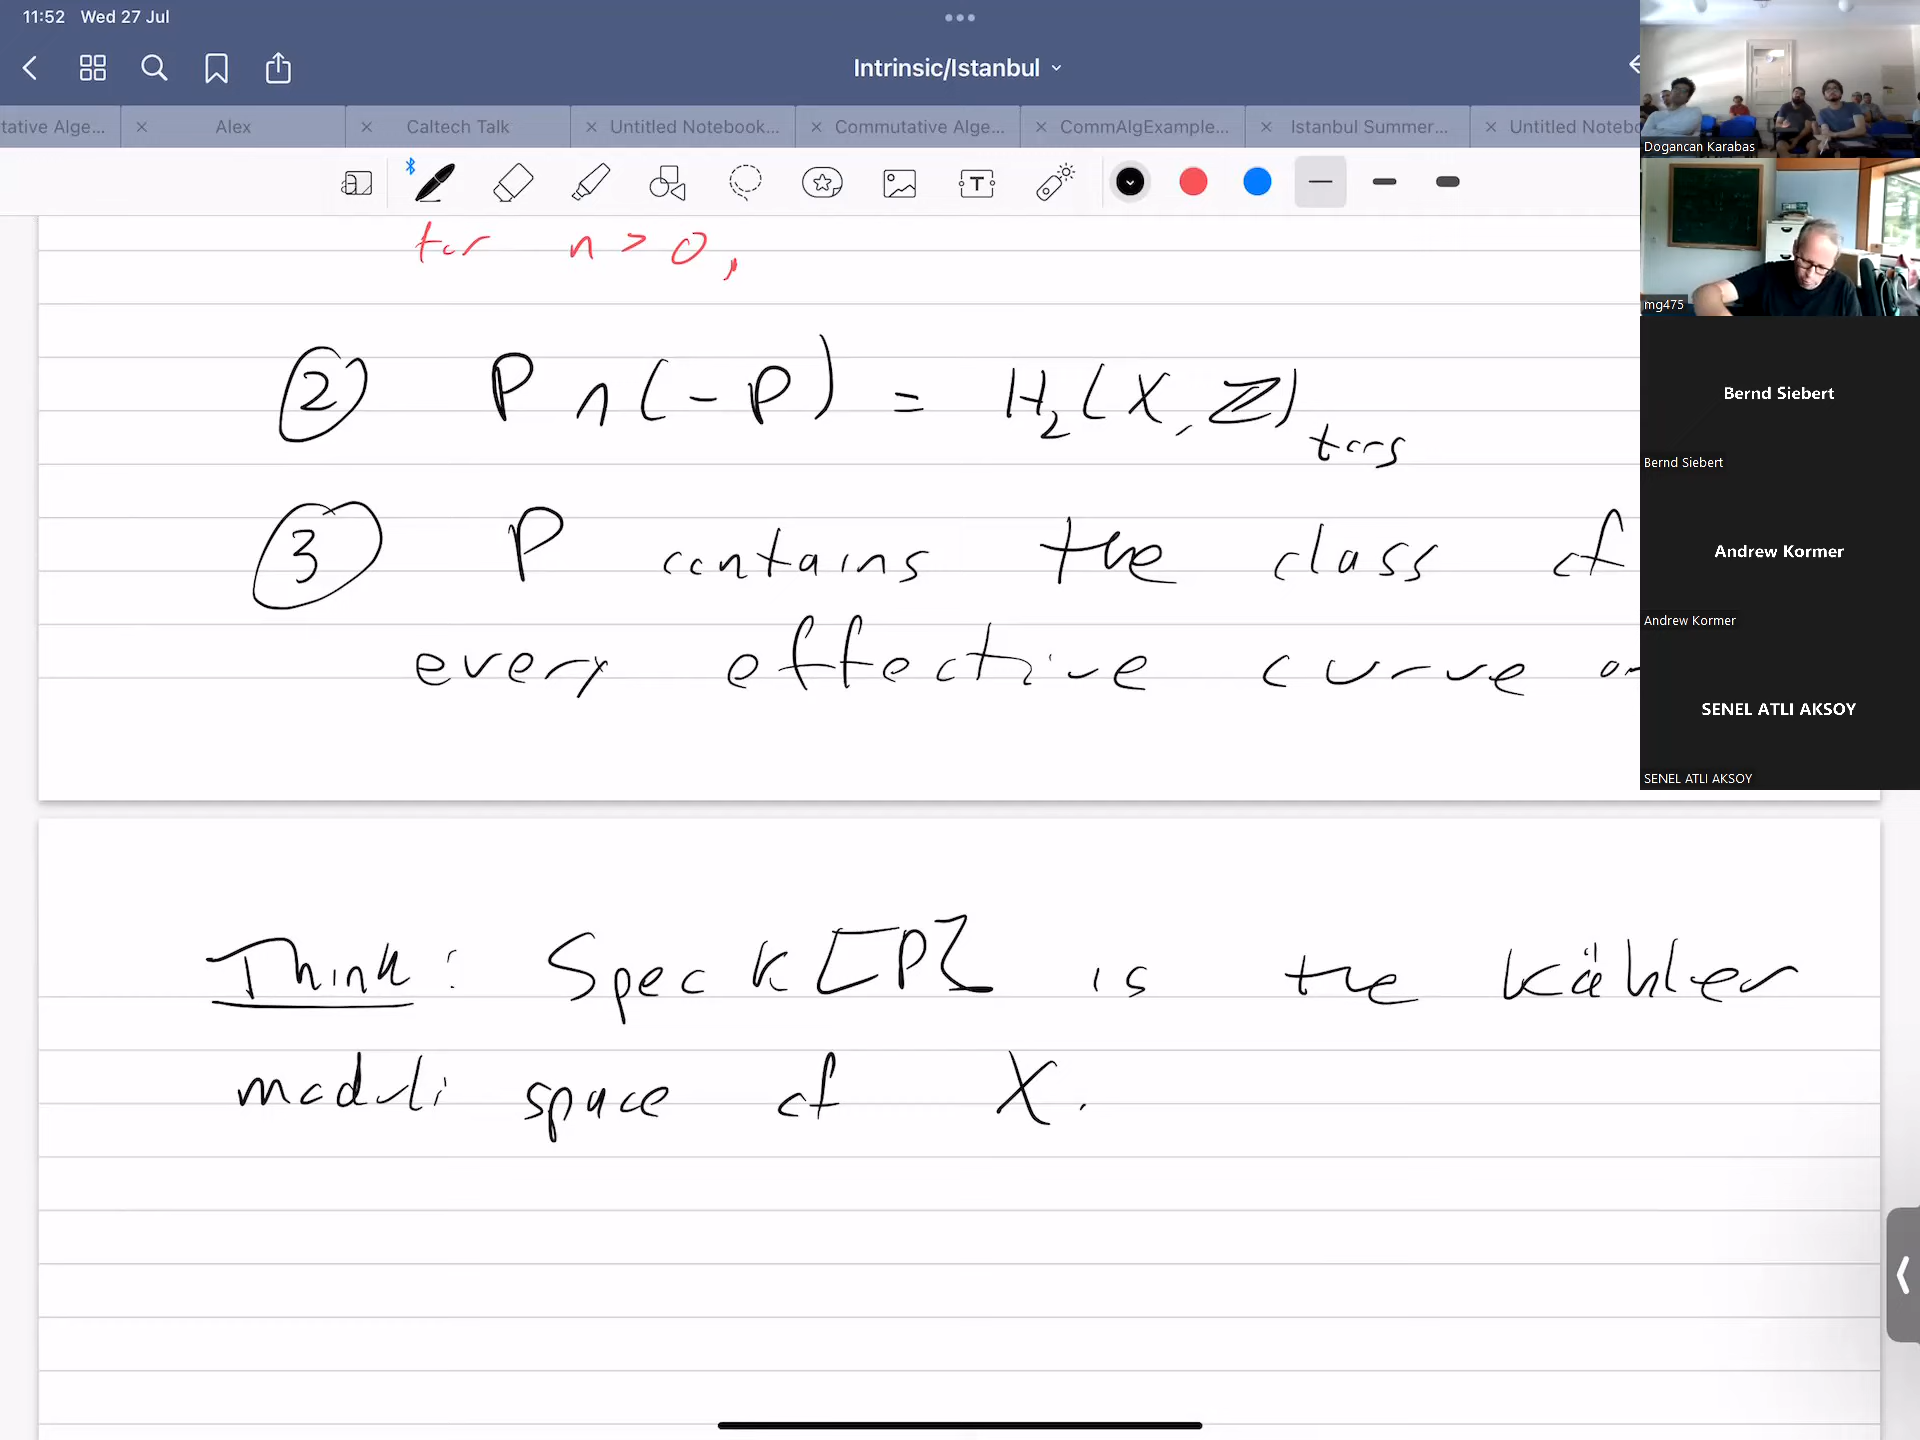 11:52 Wed 27 Jul
Intrinsic/Istanbul
tative Alge... Alex Caltech Talk Untitled Notebook... Commutative Alge... CommAlgExample... Istanbul Summer... Untitled Notebo
for n > 0,
② P ∩ (-P) = H₂(X, ℤ)tors
③ P contains the class of
every effective curve on
Think: Spec k[P] is the Kähler
moduli space of X.
Dogancan Karabas
mg475
Bernd Siebert
Bernd Siebert
Andrew Kormer
Andrew Kormer
SENEL ATLI AKSOY
SENEL ATLI AKSOY